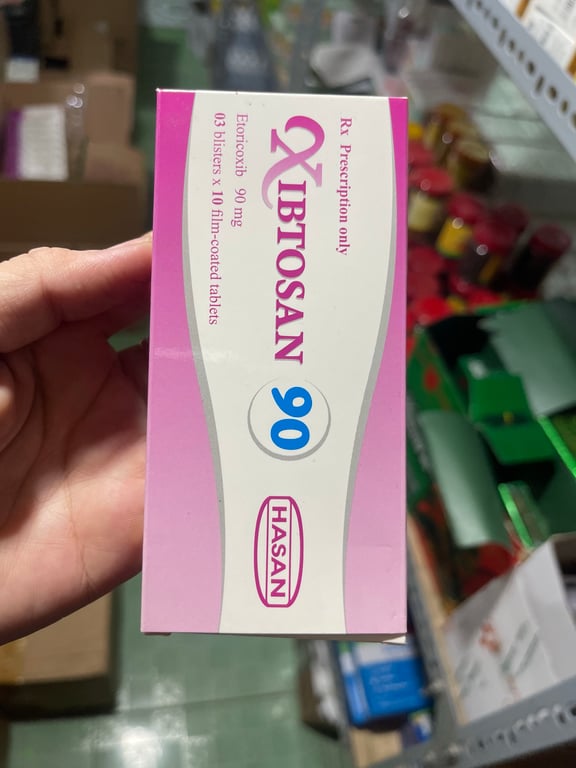 Rx Prescription only
XIBTOSAN 90
Etoricoxib 90 mg
03 blisters x 10 film-coated tablets
HASAN